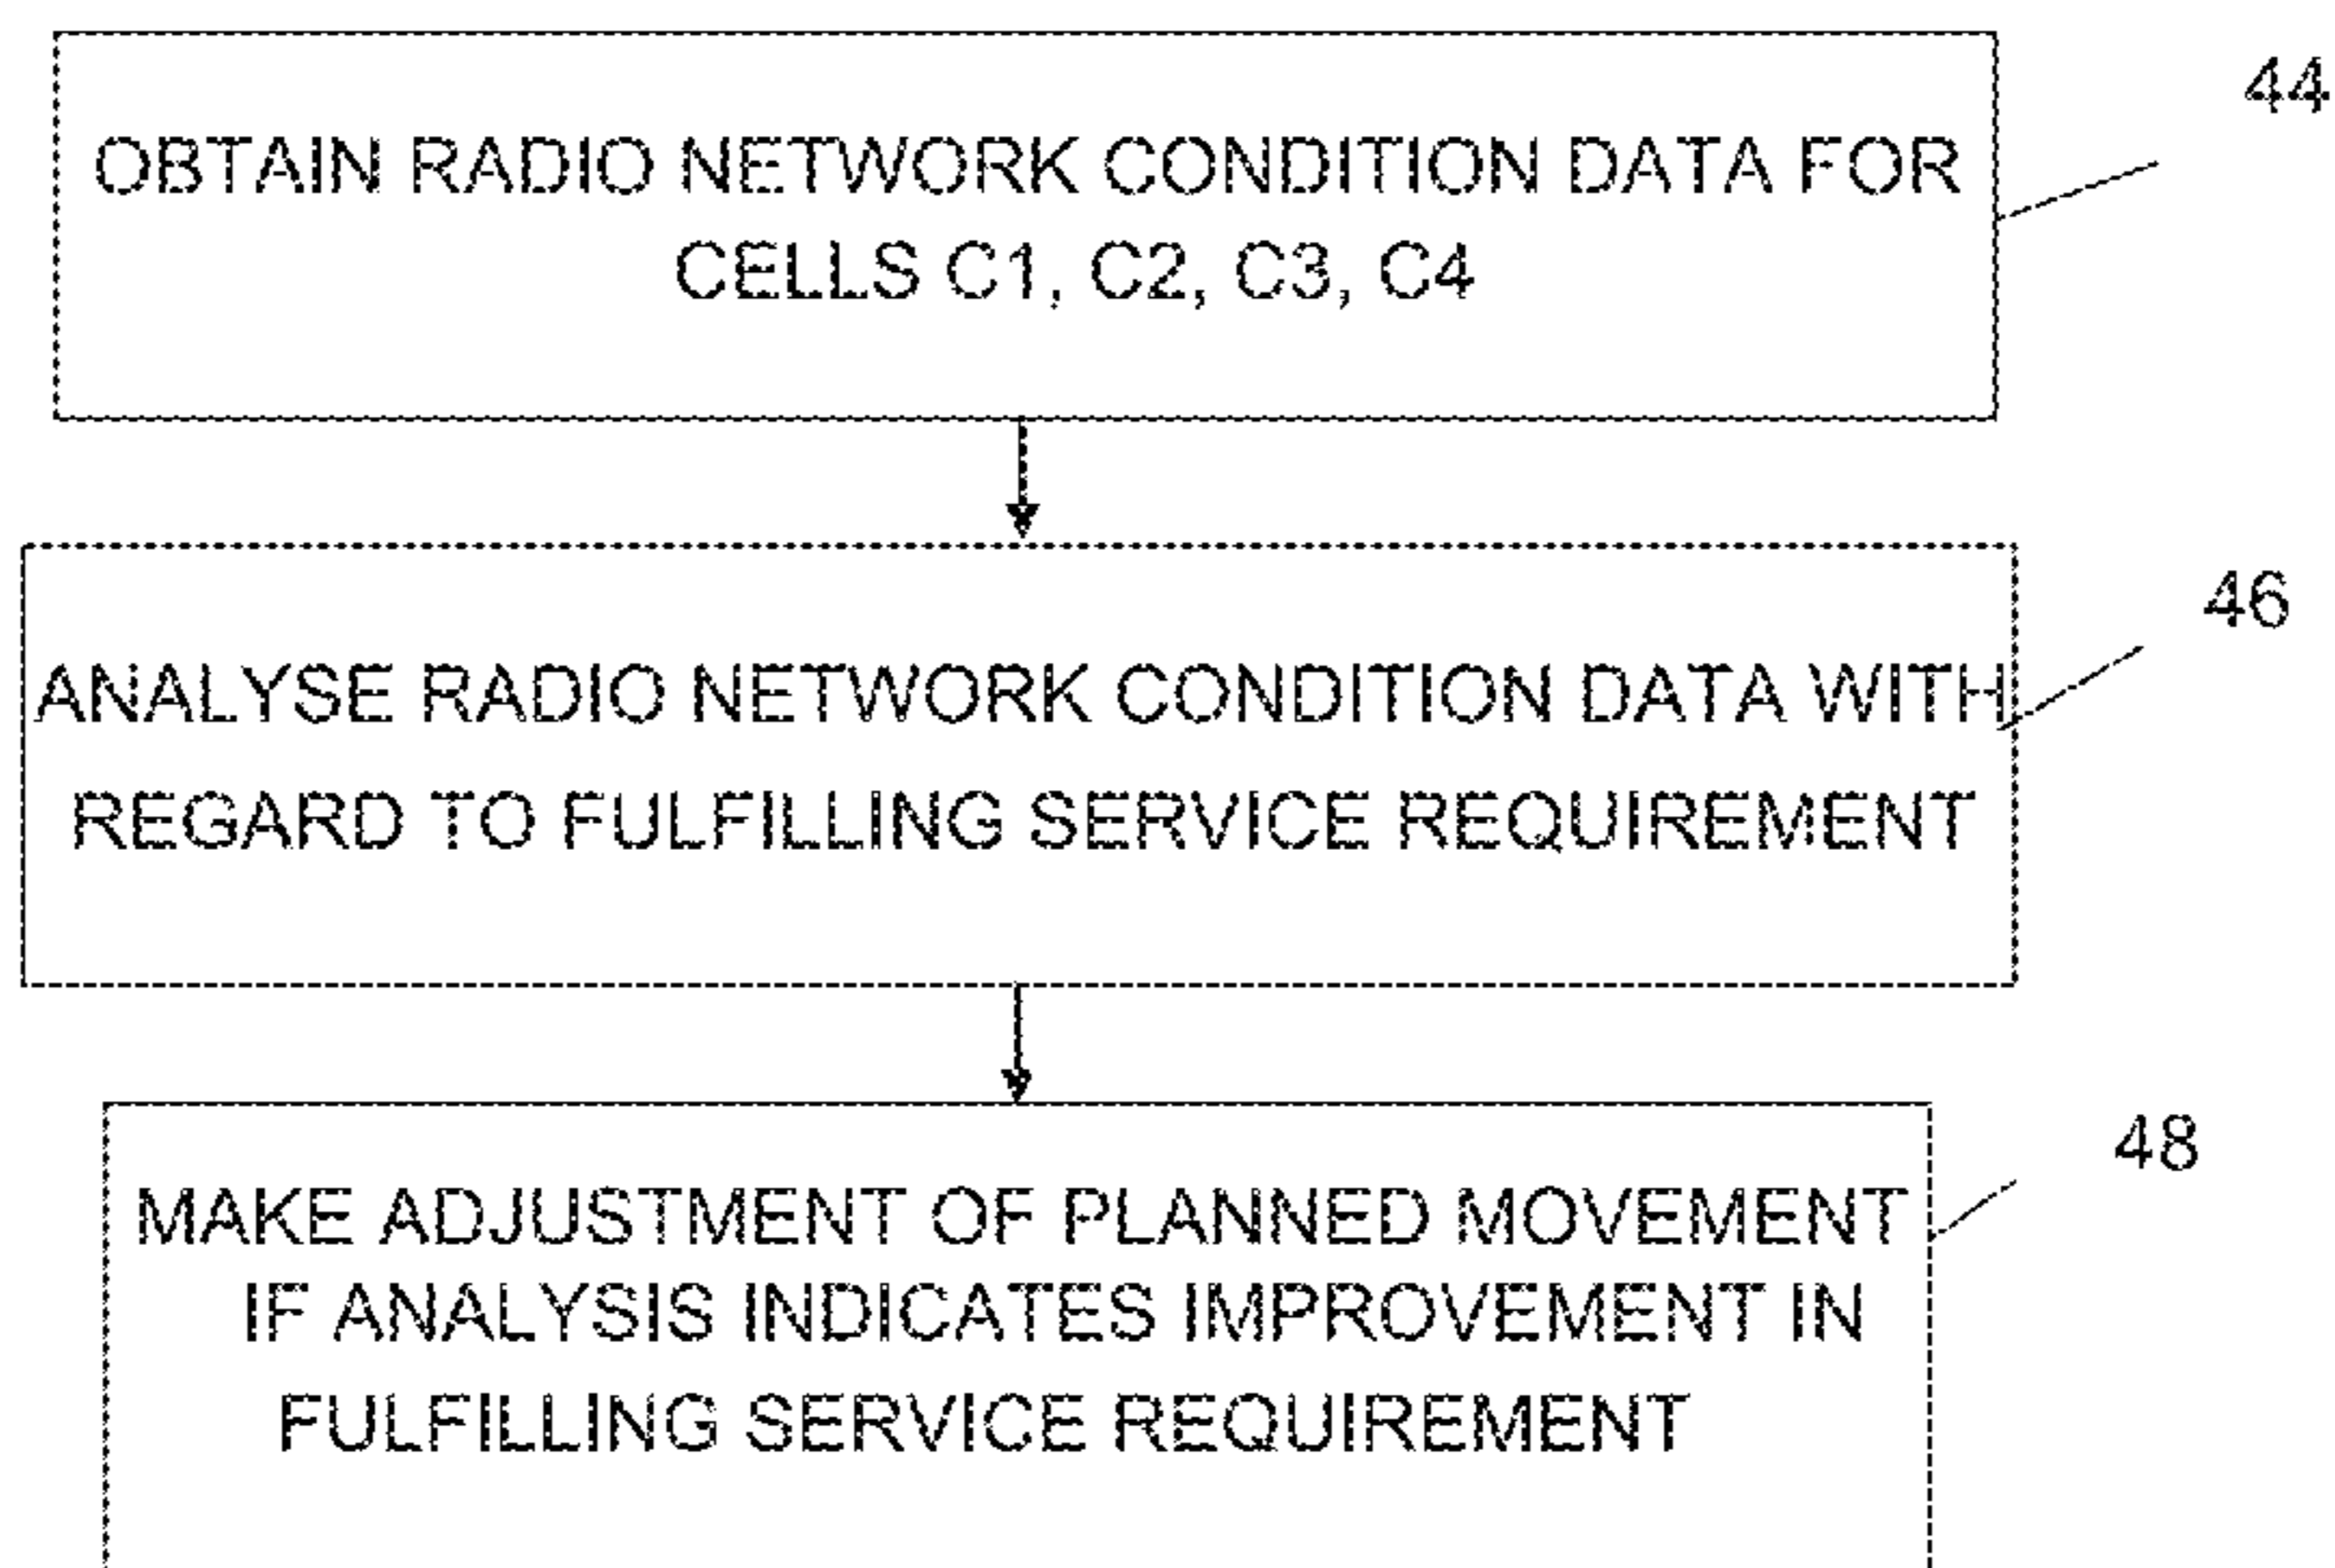 OBTAIN RADIO NETWORK CONDITION DATA FOR
CELLS C1, C2, C3, C4
44
ANALYSE RADIO NETWORK CONDITION DATA WITH
REGARD TO FULFILLING SERVICE REQUIREMENT
46
MAKE ADJUSTMENT OF PLANNED MOVEMENT
IF ANALYSIS INDICATES IMPROVEMENT IN
FULFILLING SERVICE REQUIREMENT
48